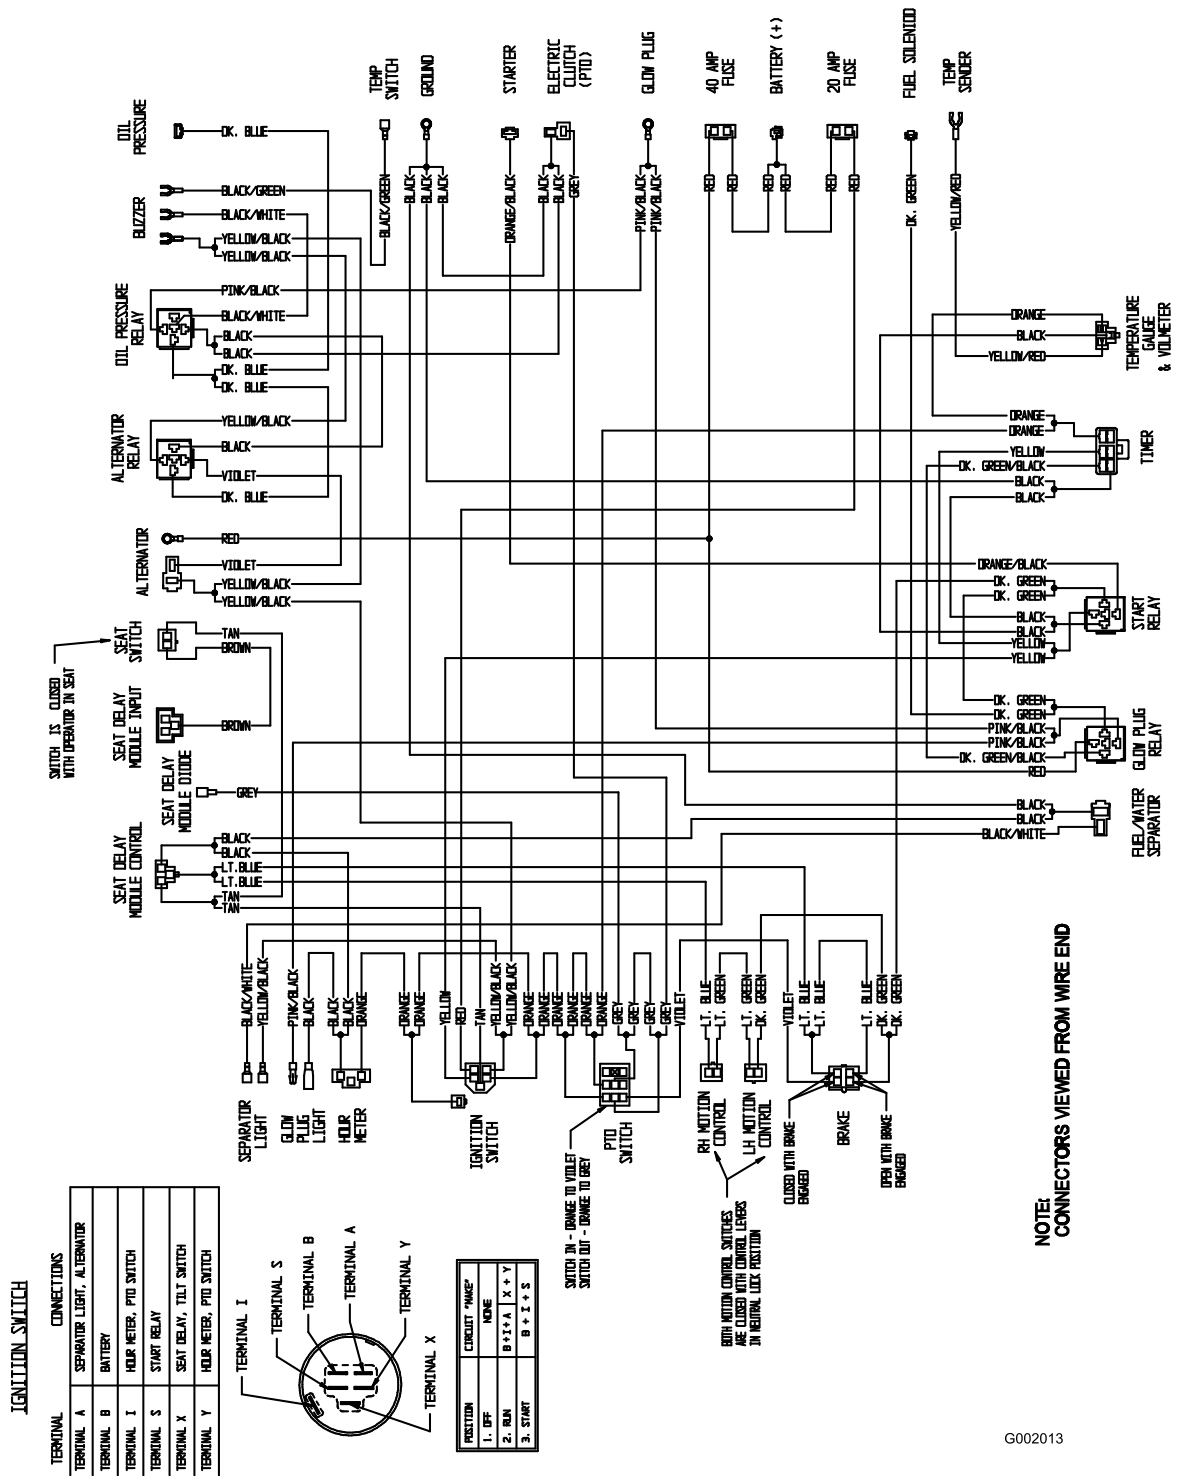 OIL
PRESSURE
DK. BLUE
BUZZER
BLACK/GREEN
BLACK/WHITE
YELLOW/BLACK
YELLOW/BLACK
OIL PRESSURE
RELAY
PINK/BLACK
BLACK/WHITE
BLACK
BLACK
DK. BLUE
DK. BLUE
ALTERNATOR
RELAY
YELLOW/BLACK
BLACK
VIOLET
DK. BLUE
ALTERNATOR
RED
VIOLET
YELLOW/BLACK
YELLOW/BLACK
SEAT
SWITCH
TAN
BROWN
SWITCH IS CLOSED
WITH OPERATOR IN SEAT
SEAT DELAY
MODULE INPUT
BROWN
SEAT DELAY
MODULE DIODE
GREY
SEAT DELAY
MODULE CONTROL
BLACK
BLACK
LT.BLUE
LT.BLUE
TAN
TAN
TEMP
SWITCH
BLACK/GREEN
GROUND
BLACK
BLACK
BLACK
STARTER
ORANGE/BLACK
ELECTRIC
CLUTCH
(PTO)
BLACK
BLACK
GREY
GLOW PLUG
PINK/BLACK
PINK/BLACK
40 AMP
FUSE
RED
RED
BATTERY (+)
RED
RED
20 AMP
FUSE
RED
RED
FUEL SOLENIOD
DK. GREEN
TEMP
SENDER
YELLOW/RED
ORANGE
BLACK
YELLOW/RED
TEMPERATURE
GAUGE
& VOLMETER
ORANGE
ORANGE
YELLOW
DK. GREEN/BLACK
BLACK
BLACK
TIMER
ORANGE/BLACK
DK. GREEN
DK. GREEN
BLACK
BLACK
YELLOW
YELLOW
START
RELAY
DK. GREEN
DK. GREEN
PINK/BLACK
PINK/BLACK
DK. GREEN/BLACK
RED
GLOW PLUG
RELAY
BLACK
BLACK
BLACK/WHITE
FUEL/WATER
SEPARATOR
BLACK/WHITE
YELLOW/BLACK
SEPARATOR
LIGHT
PINK/BLACK
BLACK
GLOW
PLUG
LIGHT
BLACK
BLACK
ORANGE
HOUR
METER
ORANGE
ORANGE
YELLOW
RED
TAN
YELLOW/BLACK
YELLOW/BLACK
ORANGE
ORANGE
IGNITION
SWITCH
ORANGE
ORANGE
ORANGE
GREY
GREY
GREY
GREY
VIOLET
PTO
SWITCH
SWITCH IN - ORANGE TO VIOLET
SWITCH OUT - ORANGE TO GREY
LT. BLUE
LT. GREEN
RH MOTION
CONTROL
LT. GREEN
DK. GREEN
LH MOTION
CONTROL
BOTH MOTION CONTROL SWITCHES
ARE CLOSED WITH CONTROL LEVERS
IN NEUTRAL LOCK POSITION
VIOLET
LT. BLUE
LT. BLUE
LT. BLUE
DK. GREEN
DK. GREEN
CLOSED WITH BRAKE
ENGAGED
BRAKE
OPEN WITH BRAKE
ENGAGED
NOTE:
CONNECTORS VIEWED FROM WIRE END
IGNITION SWITCH
TERMINAL CONNECTIONS
TERMINAL A SEPARATOR LIGHT, ALTERNATOR
TERMINAL B BATTERY
TERMINAL I HOUR METER, PTO SWITCH
TERMINAL S START RELAY
TERMINAL X SEAT DELAY, TILT SWITCH
TERMINAL Y HOUR METER, PTO SWITCH
TERMINAL I
TERMINAL S
TERMINAL B
TERMINAL A
TERMINAL Y
TERMINAL X
POSITION CIRCUIT "MAKE"
1. OFF NONE
2. RUN B+I+A X + Y
3. START B + I + S
G002013